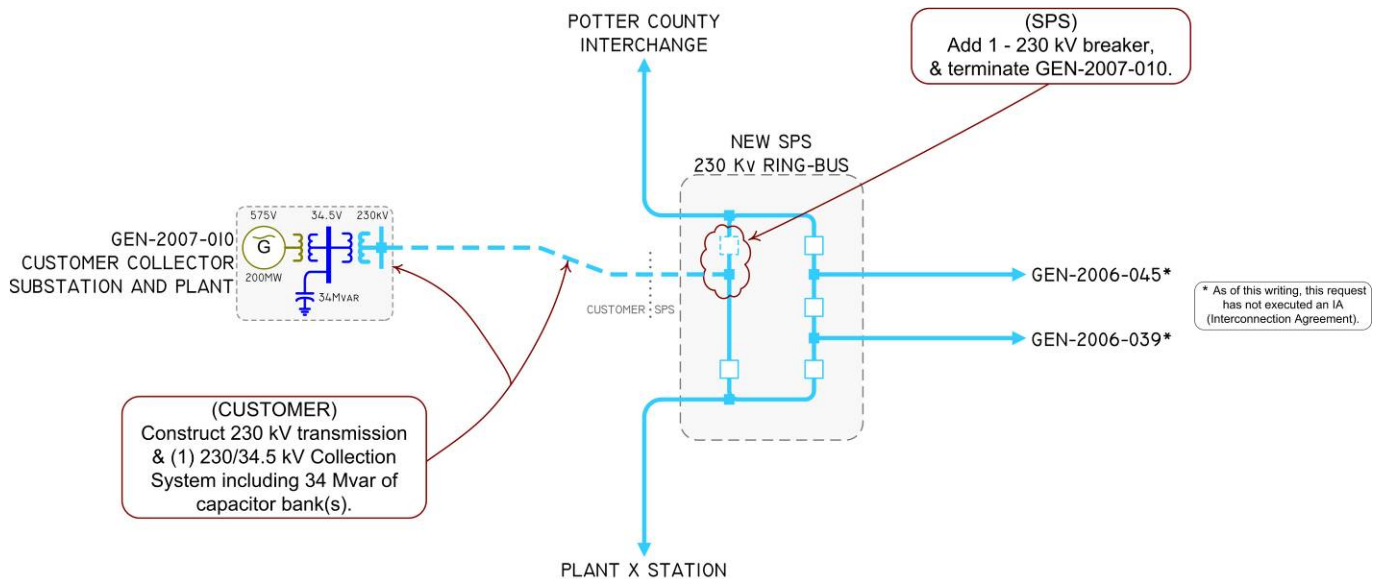 POTTER COUNTY
INTERCHANGE
(SPS)
Add 1 - 230 kV breaker,
& terminate GEN-2007-010.
NEW SPS
230 Kv RING-BUS
575V
34.5V
230KV
G
200MW
34MVAR
GEN-2007-010
CUSTOMER COLLECTOR
SUBSTATION AND PLANT
CUSTOMER
SPS
GEN-2006-045*
GEN-2006-039*
* As of this writing, this request
has not executed an IA
(Interconnection Agreement).
(CUSTOMER)
Construct 230 kV transmission
& (1) 230/34.5 kV Collection
System including 34 Mvar of
capacitor bank(s).
PLANT X STATION